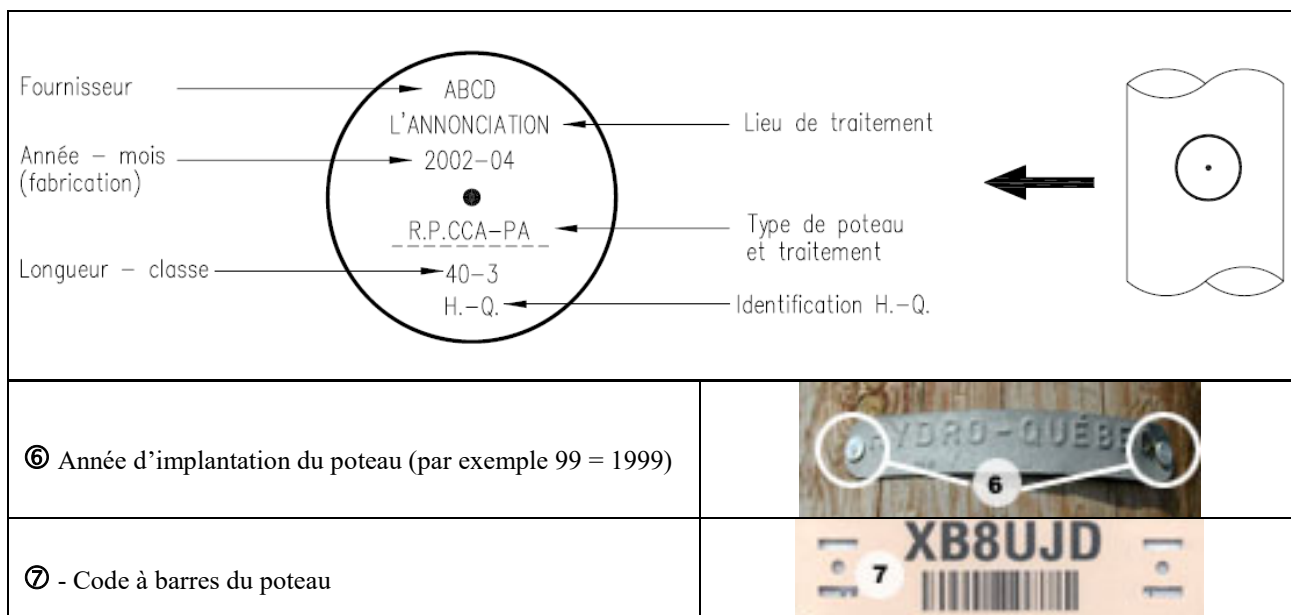 Fournisseur
ABCD
L'ANNONCIATION
Lieu de traitement
Année – mois
(fabrication)
2002–04
R.P.CCA–PA
Type de poteau
et traitement
Longueur – classe
40–3
H.–Q.
Identification H.–Q.
⑥ Année d'implantation du poteau (par exemple 99 = 1999)
HYDRO-QUÉBEC
6
⑦ - Code à barres du poteau
XB8UJD
7